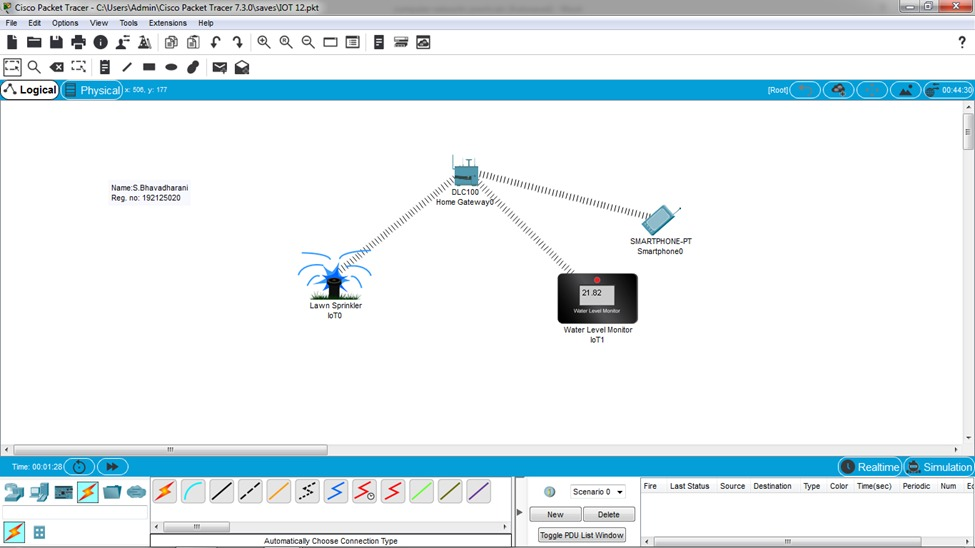 Cisco Packet Tracer - C:\Users\Admin\Cisco Packet Tracer 7.3.0\saves\IOT 12.pkt
File Edit Options View Tools Extensions Help
?
Logical Physical x: 506, y: 177 [Root] 00:44:30
Name:S.Bhavadharani
Reg. no: 192125020
DLC100
Home Gateway0
SMARTPHONE-PT
Smartphone0
Lawn Sprinkler
IoT0
21.82
Water Level Monitor
Water Level Monitor
IoT1
Time: 00:01:28 Realtime Simulation
Scenario 0
New Delete
Toggle PDU List Window
Fire Last Status Source Destination Type Color Time(sec) Periodic Num
Automatically Choose Connection Type